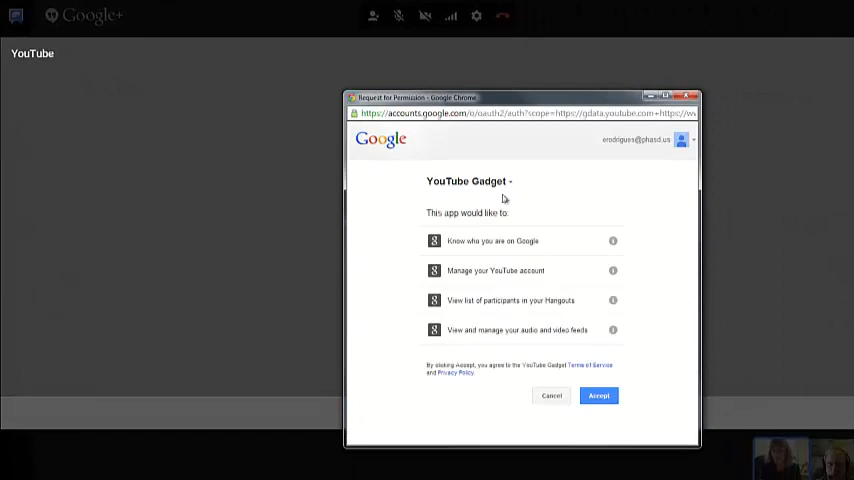 Google+
YouTube
Request for Permission - Google Chrome
https://accounts.google.com/o/oauth2/auth?scope=https://gdata.youtube.com+https://w
Google
erodrigues@phasd.us
YouTube Gadget
This app would like to:
Know who you are on Google
Manage your YouTube account
View list of participants in your Hangouts
View and manage your audio and video feeds
By clicking Accept, you agree to the YouTube Gadget Terms of Service
and Privacy Policy.
Cancel
Accept